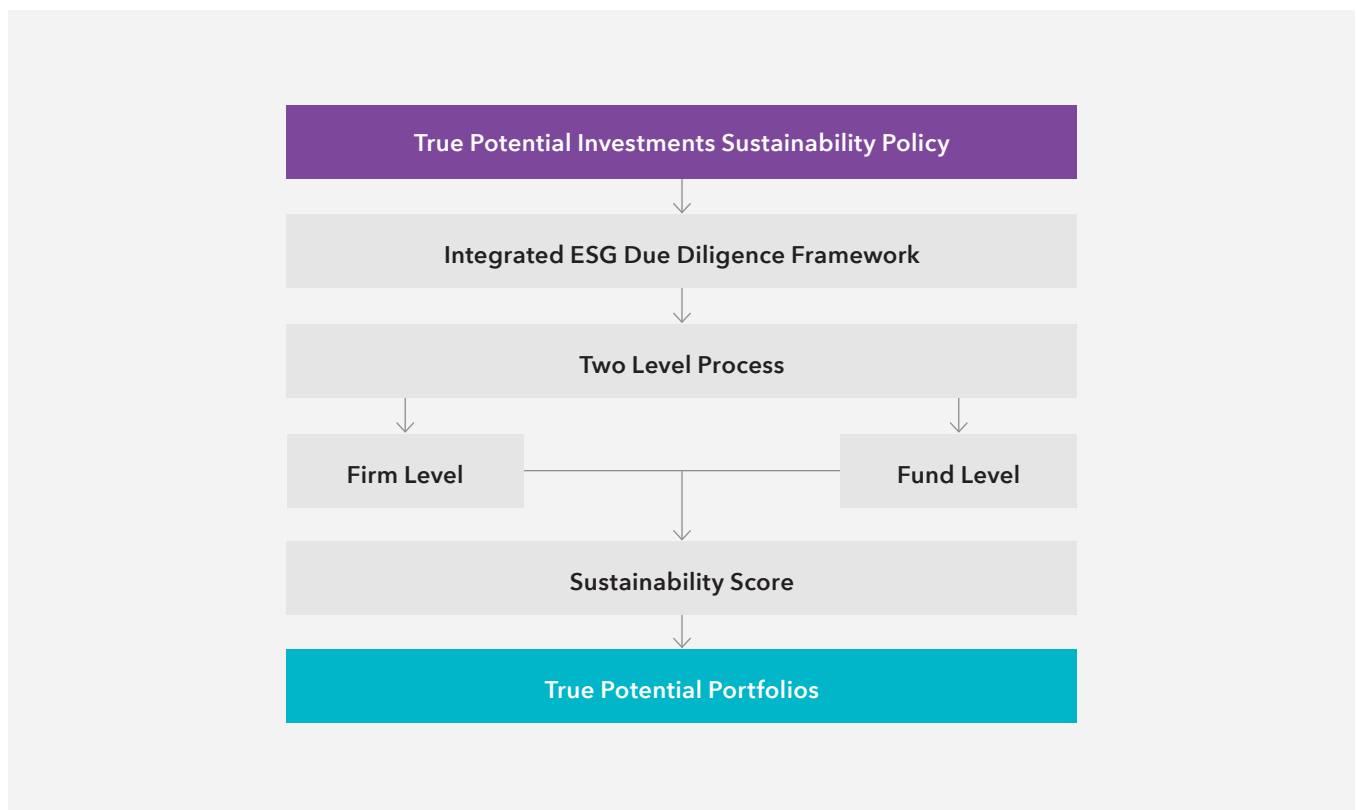 True Potential Investments Sustainability Policy
Integrated ESG Due Diligence Framework
Two Level Process
Firm Level
Fund Level
Sustainability Score
True Potential Portfolios